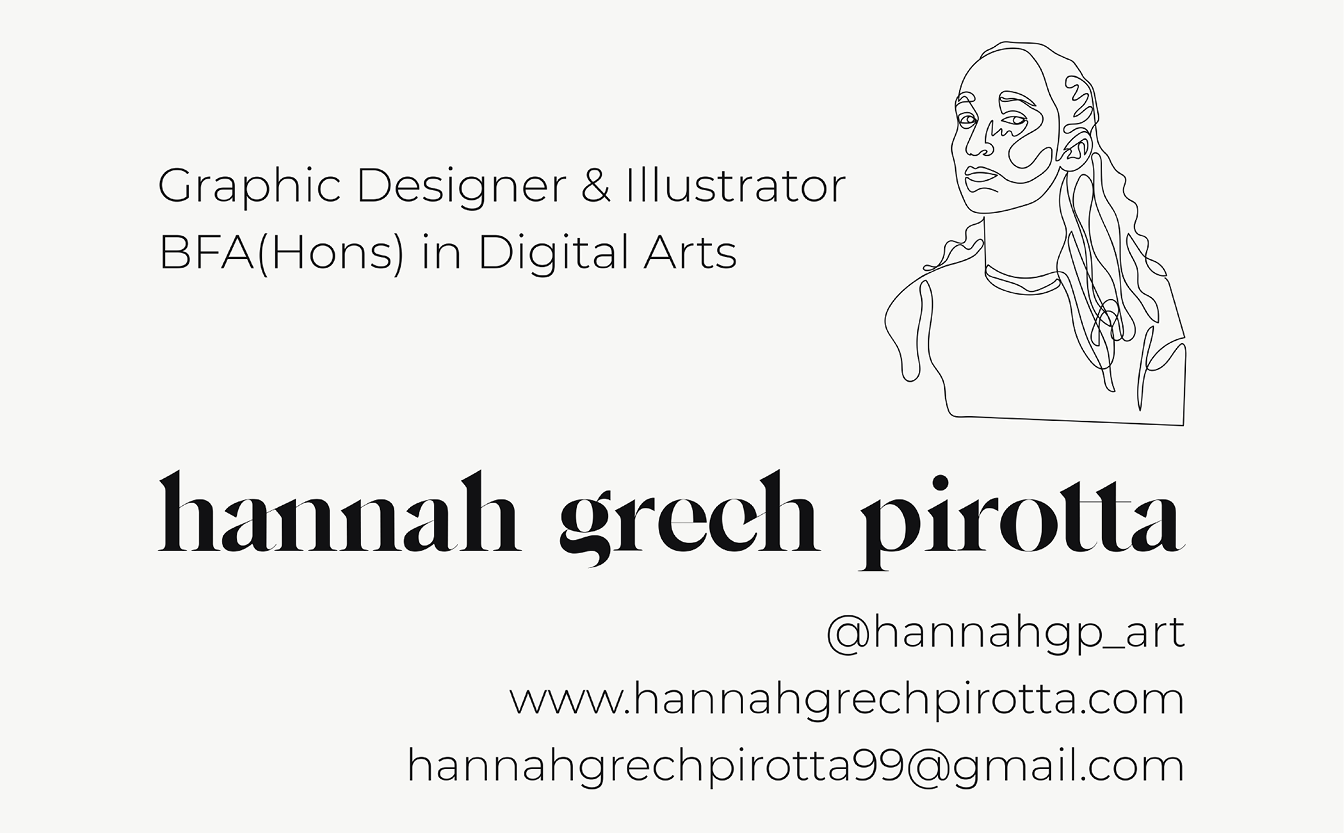 Graphic Designer & Illustrator
BFA(Hons) in Digital Arts
hannah grech pirotta
@hannahgp_art
www.hannahgrechpirotta.com
hannahgrechpirotta99@gmail.com